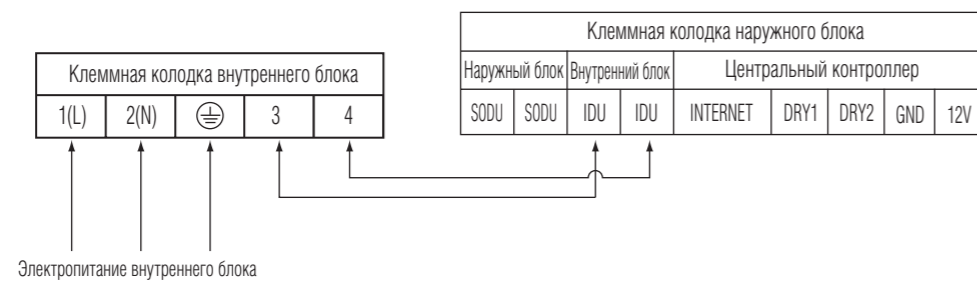 Клеммная колодка наружного блока
Наружный блок Внутренний блок Центральный контроллер
SODU SODU IDU IDU INTERNET DRY1 DRY2 GND 12V
Клеммная колодка внутреннего блока
1(L) 2(N) 3 4
Электропитание внутреннего блока